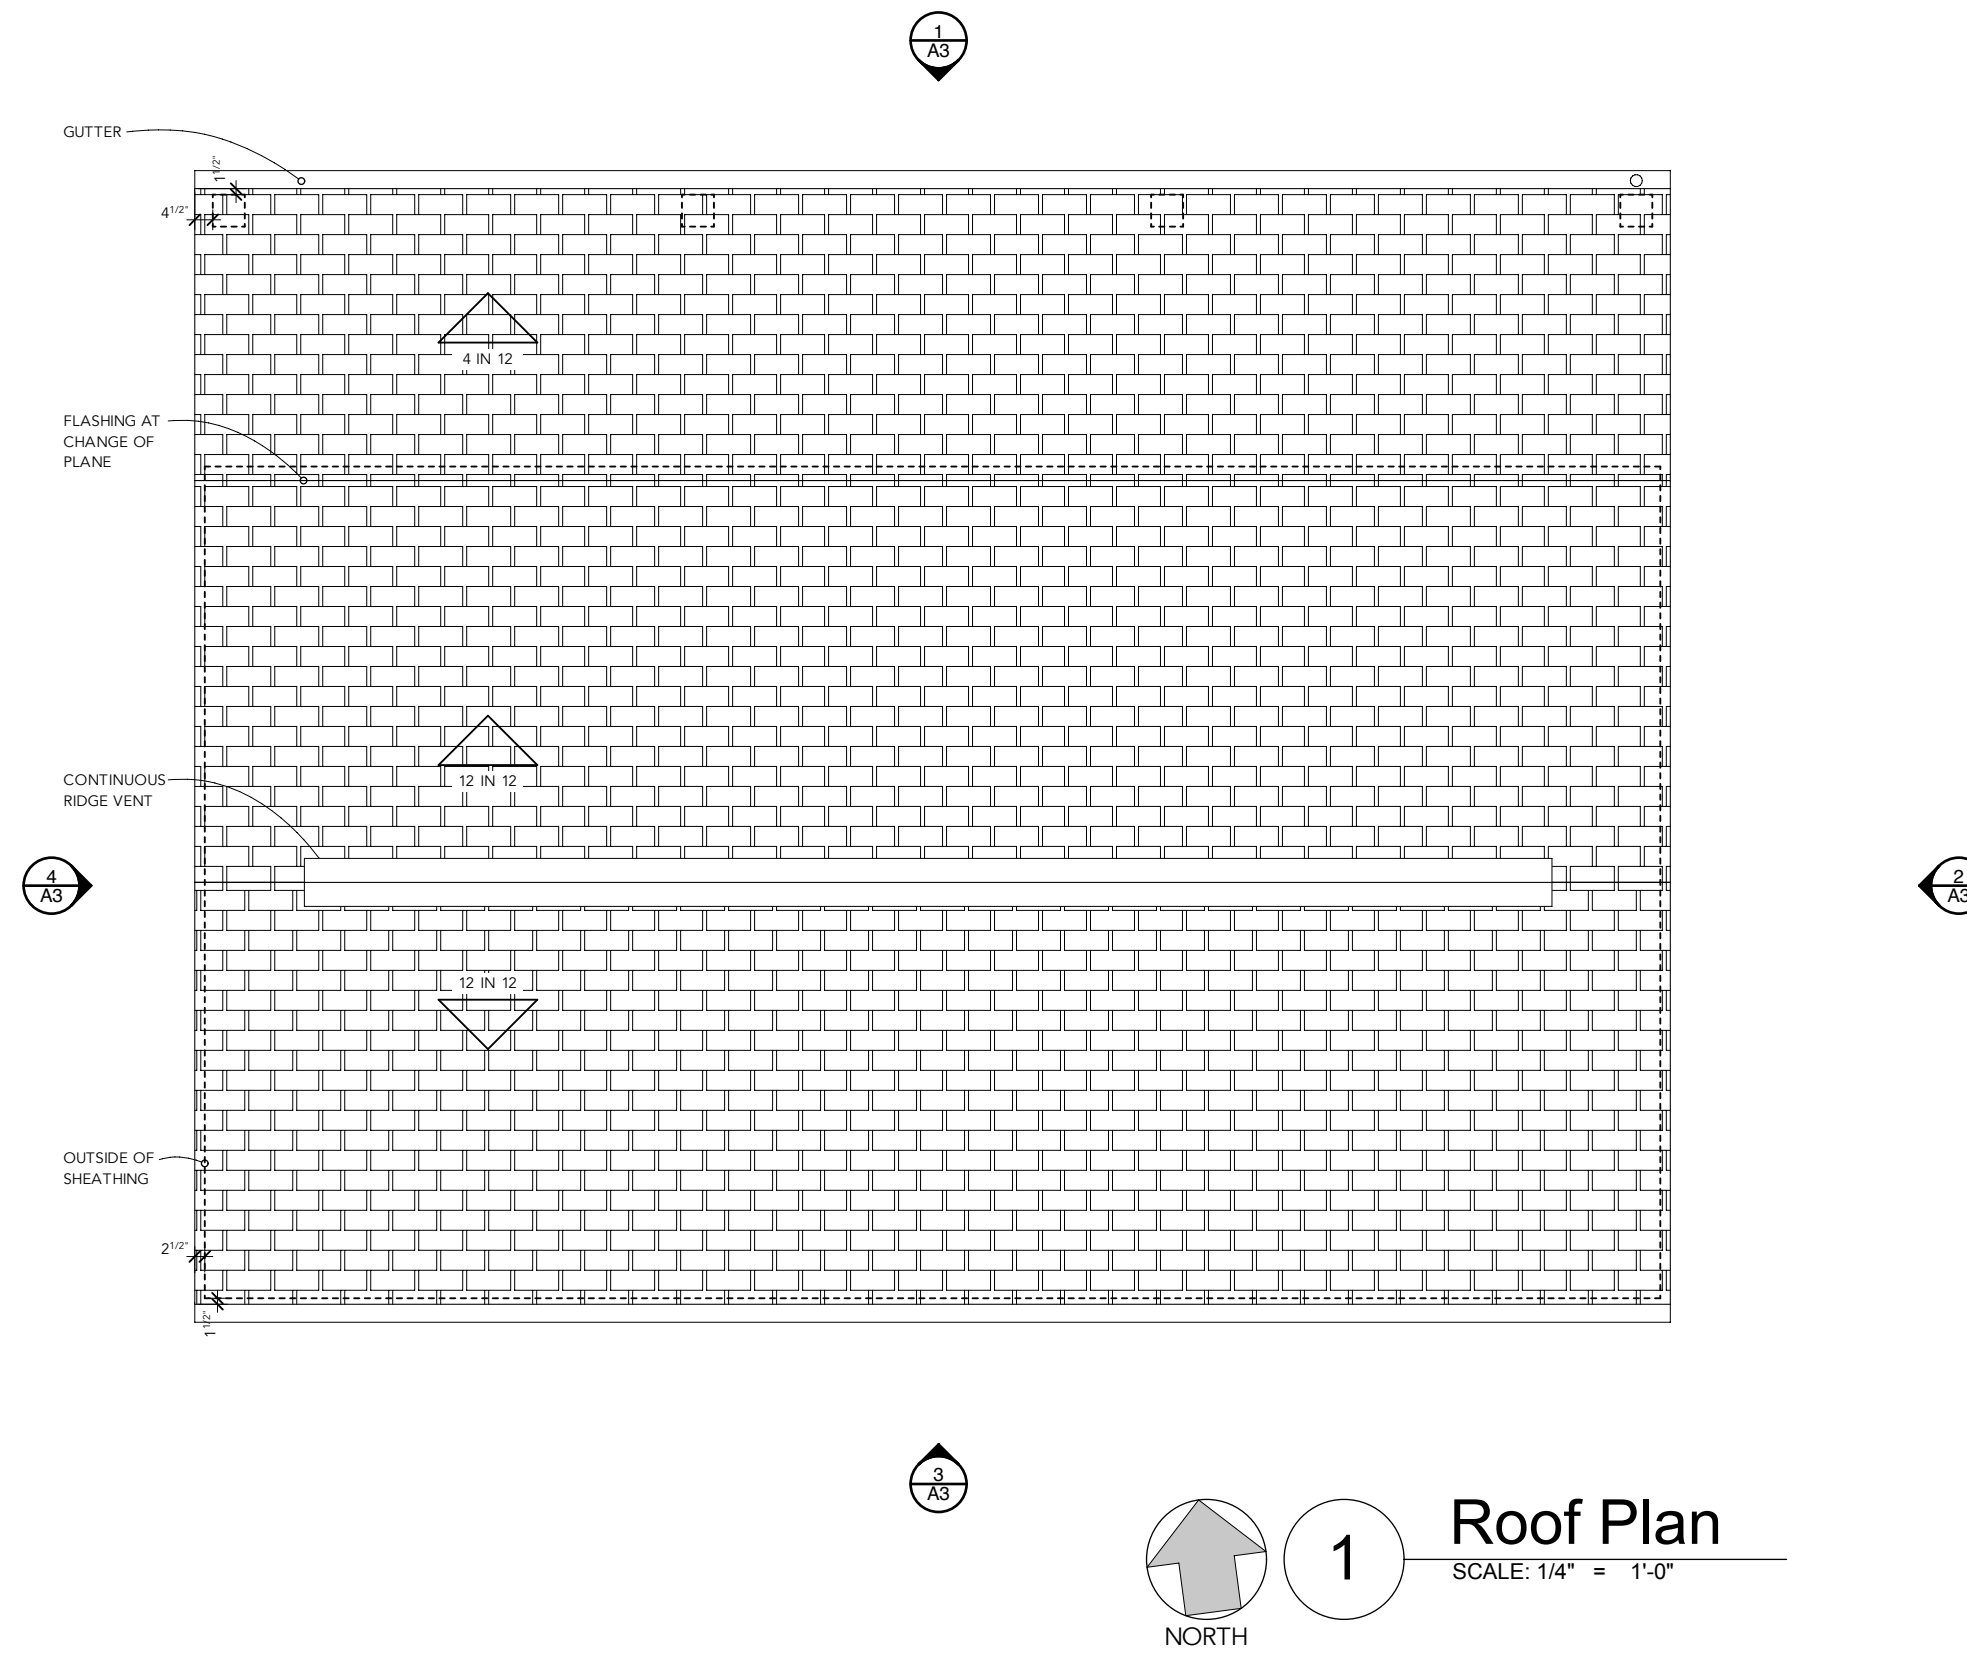 1
A3
GUTTER
1 1/2"
4 1/2"
4 IN 12
FLASHING AT
CHANGE OF
PLANE
12 IN 12
CONTINUOUS
RIDGE VENT
4
A3
2
A3
12 IN 12
OUTSIDE OF
SHEATHING
2 1/2"
1 1/2"
3
A3
1
Roof Plan
SCALE: 1/4" = 1'-0"
NORTH